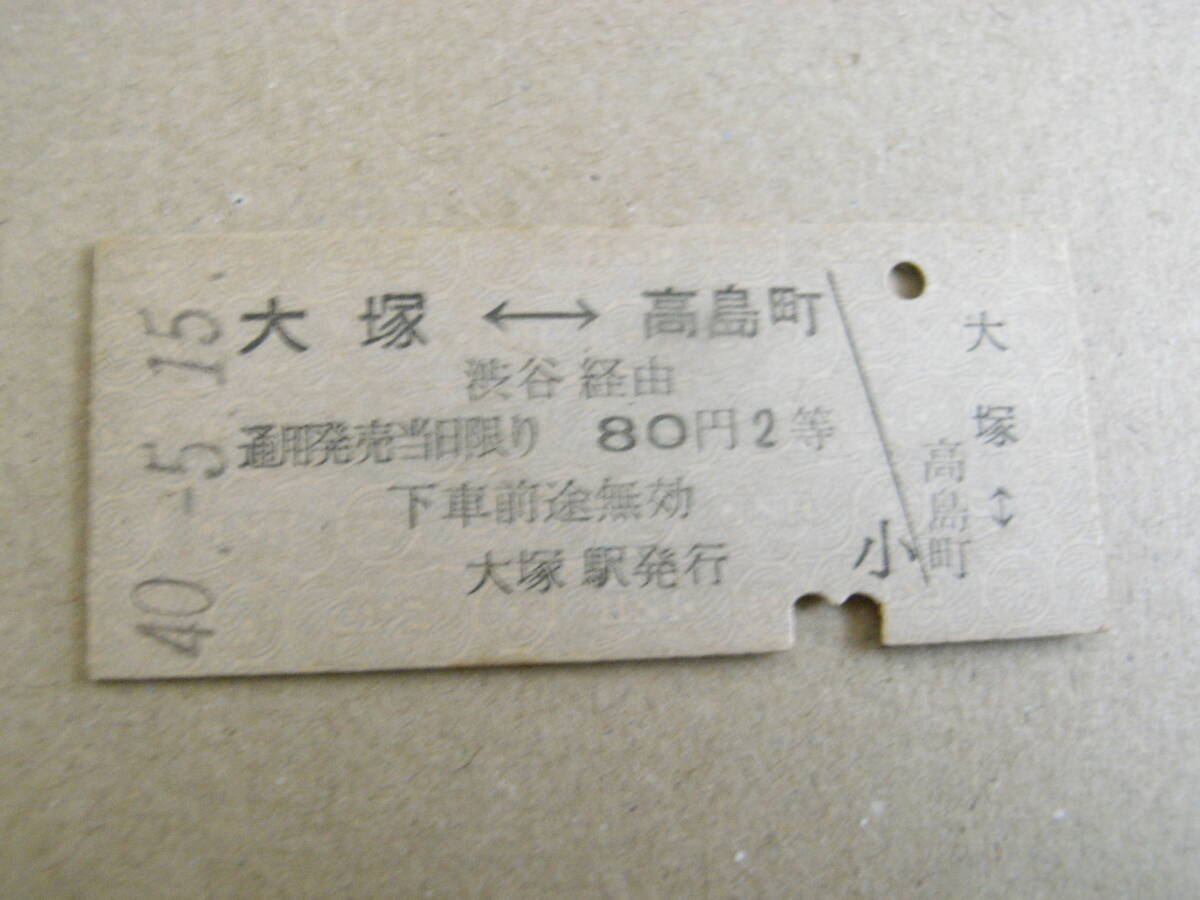 40.-5.15
大塚 ↔ 高島町
渋谷経由
通用発売当日限り 80円2等
下車前途無効
大塚駅発行
小
大塚↔
高島町